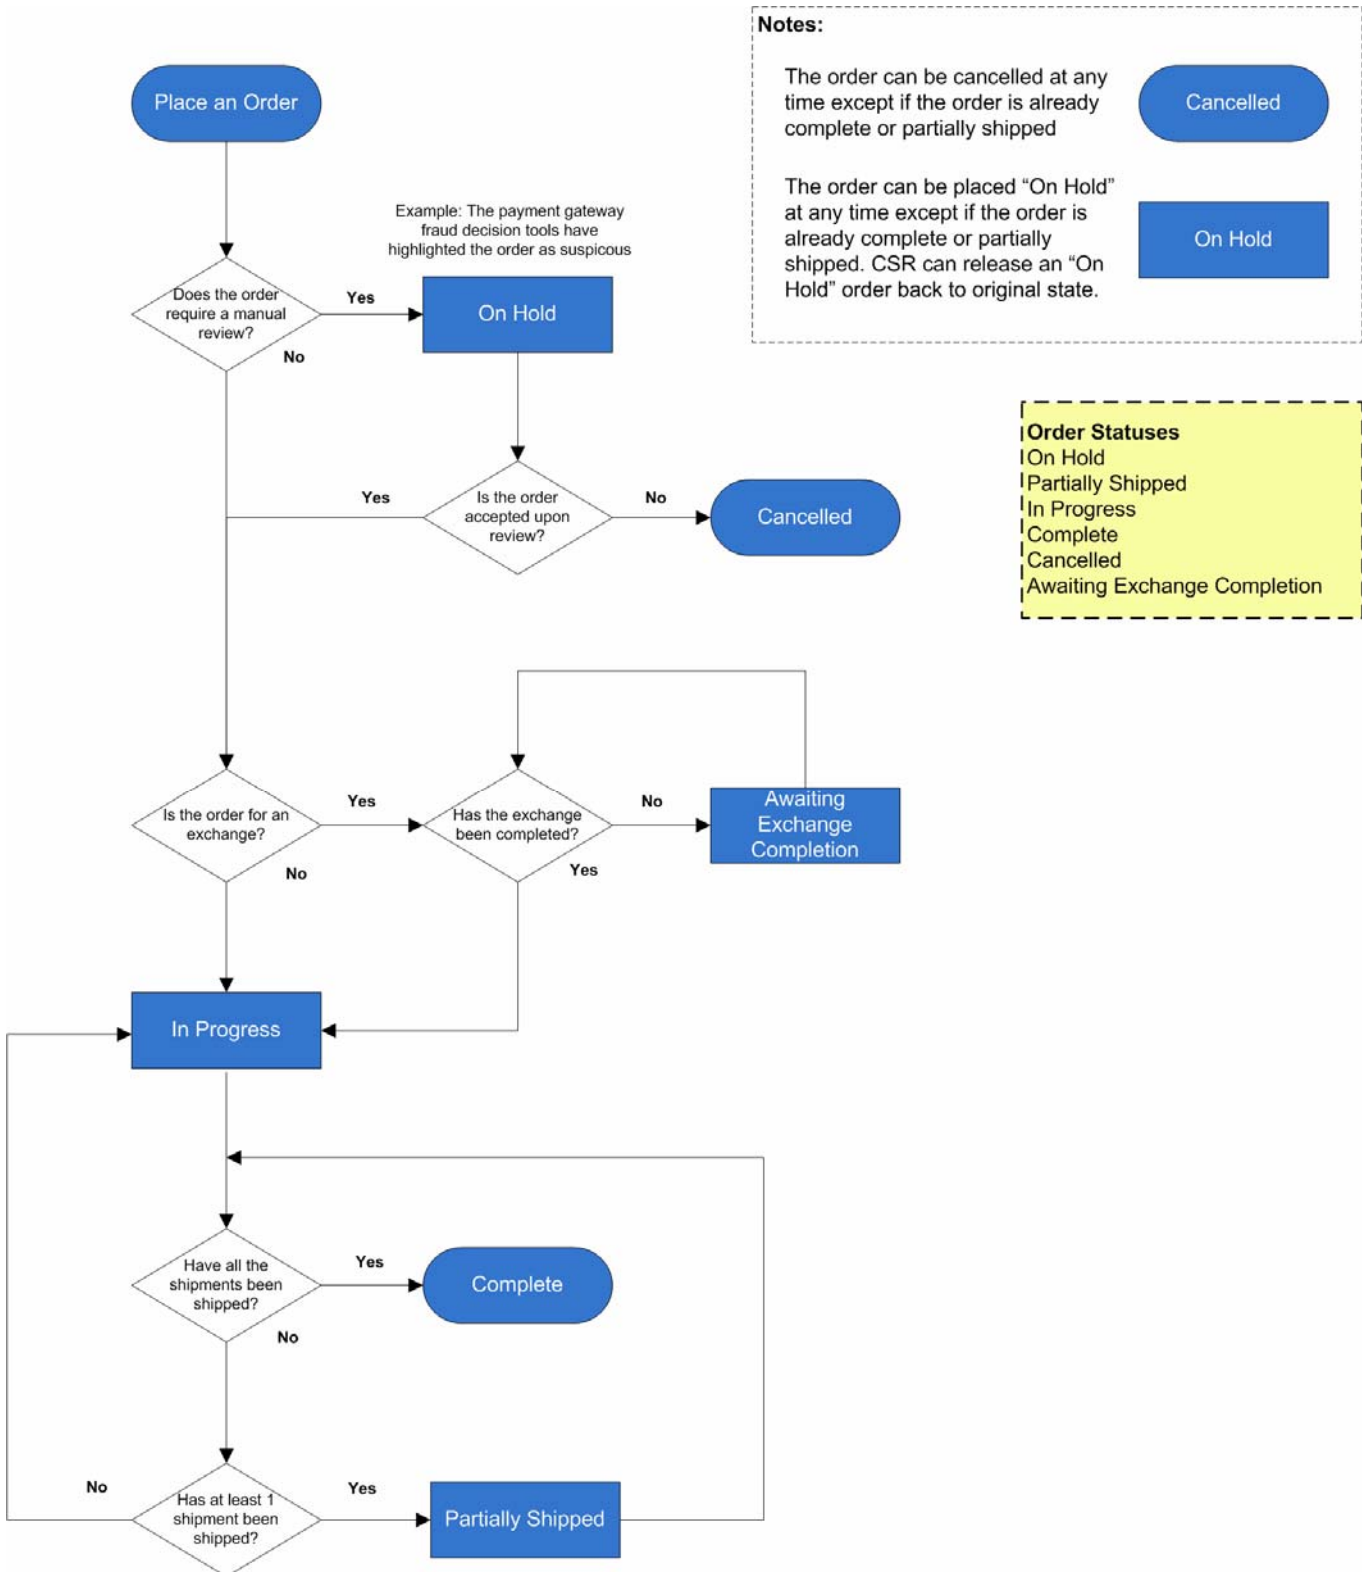 Notes:
The order can be cancelled at any
time except if the order is already
complete or partially shipped
Cancelled
The order can be placed “On Hold”
at any time except if the order is
already complete or partially
shipped. CSR can release an “On
Hold” order back to original state.
On Hold
Place an Order
Example: The payment gateway
fraud decision tools have
highlighted the order as suspicious
Does the order
require a manual
review?
Yes
On Hold
No
Order Statuses
On Hold
Partially Shipped
In Progress
Complete
Cancelled
Awaiting Exchange Completion
Yes
Is the order
accepted upon
review?
No
Cancelled
Is the order for an
exchange?
Yes
Has the exchange
been completed?
No
Awaiting
Exchange
Completion
No
Yes
In Progress
Have all the
shipments been
shipped?
Yes
Complete
No
No
Has at least 1
shipment been
shipped?
Yes
Partially Shipped